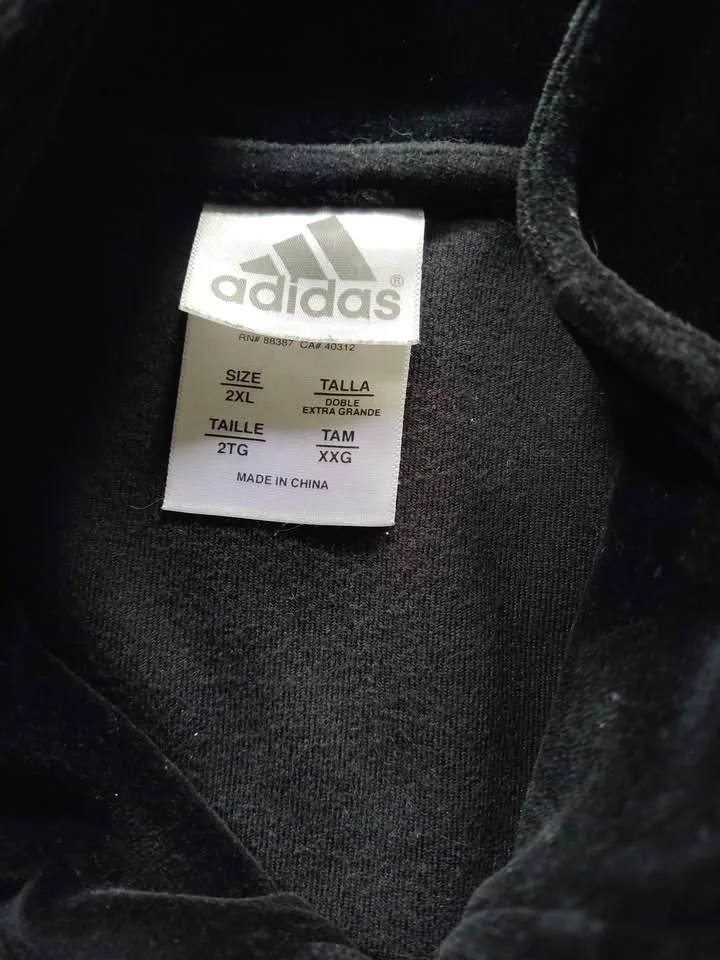 adidas®
RN# 88387 CA# 40312
SIZE
2XL
TALLA
DOBLE
EXTRA GRANDE
TAILLE
2TG
TAM
XXG
MADE IN CHINA